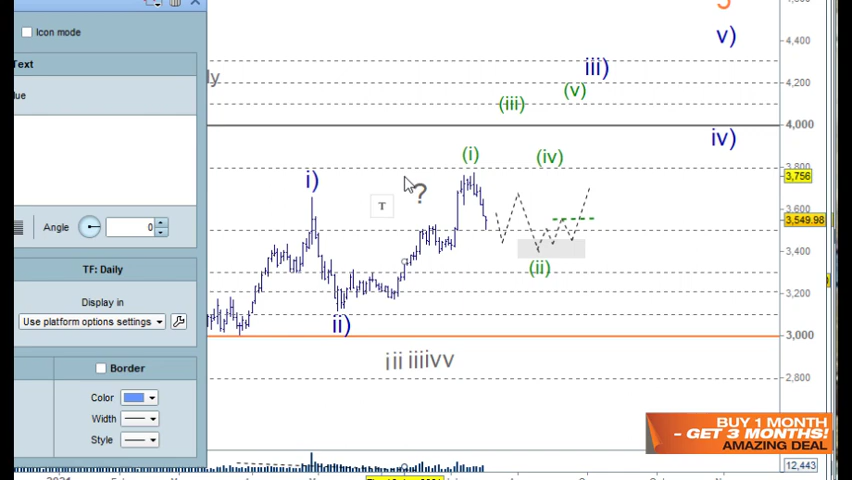 Icon mode
Text
lue
Angle
0
TF: Daily
Display in
Use platform options settings
Border
Color
Width
Style
ly
i)
ii)
T
?
iii iiiivv
(i)
(ii)
(iii)
(iv)
(v)
iii)
iv)
v)
4,400
4,200
4,000
3,800
3,756
3,600
3,549.98
3,400
3,200
3,000
2,800
12,443
BUY 1 MONTH
- GET 3 MONTHS!
AMAZING DEAL
2021